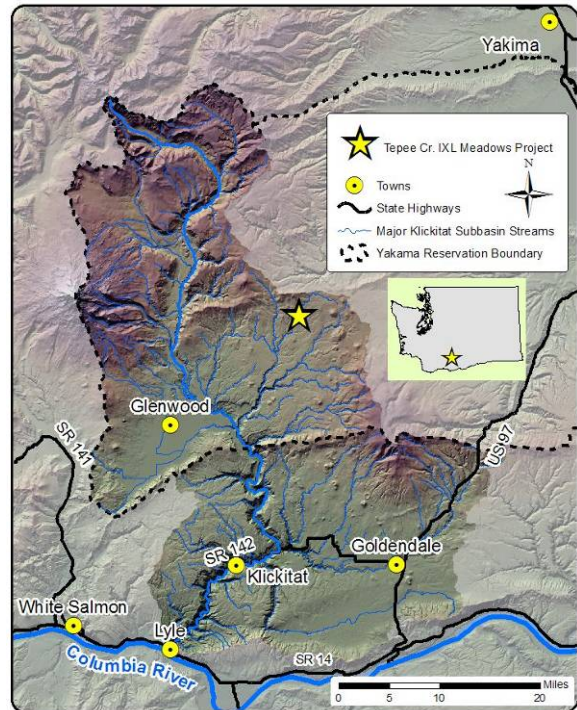 Yakima
Tepee Cr. IXL Meadows Project
N
Towns
State Highways
Major Klickitat Subbasin Streams
Yakama Reservation Boundary
Glenwood
SR 141
US 97
SR 142
Goldendale
Klickitat
White Salmon
Lyle
Columbia River
SR 14
Miles
0 5 10 20